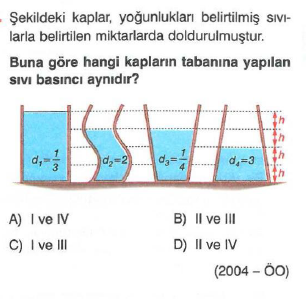 Şekildeki kaplar, yoğunlukları belirtilmiş sıvı-
larla belirtilen miktarlarda doldurulmuştur.
Buna göre hangi kapların tabanına yapılan
sıvı basıncı aynıdır?
h
h
h
h
d₁=1/3 d₂=2 d₃=1/4 d₄=3
A) I ve IV B) II ve III
C) I ve III D) II ve IV
(2004 – ÖO)